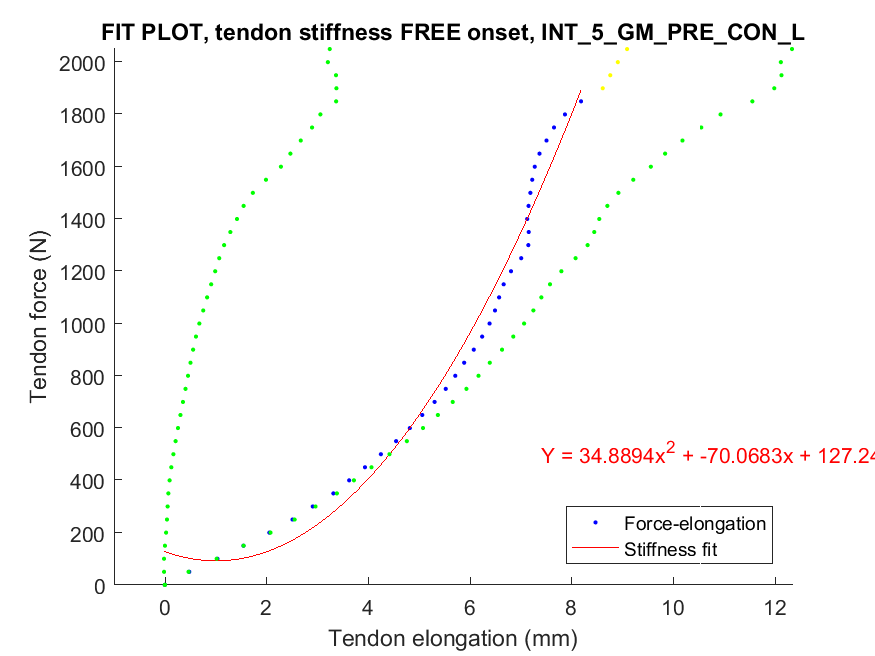 FIT PLOT, tendon stiffness FREE onset, INT_5_GM_PRE_CON_L
2000
1800
1600
1400
1200
1000
800
600
400
200
0
Tendon force (N)
Y = 34.8894x² + -70.0683x + 127.24
Force-elongation
Stiffness fit
0 2 4 6 8 10 12
Tendon elongation (mm)